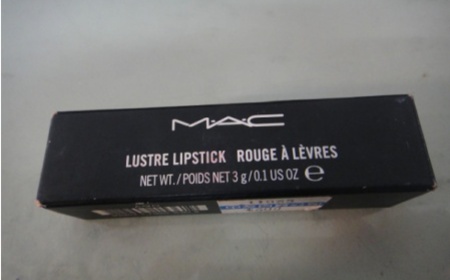 M·A·C
LUSTRE LIPSTICK ROUGE À LÈVRES
NET WT./POIDS NET 3 g/0.1 US OZ ℮